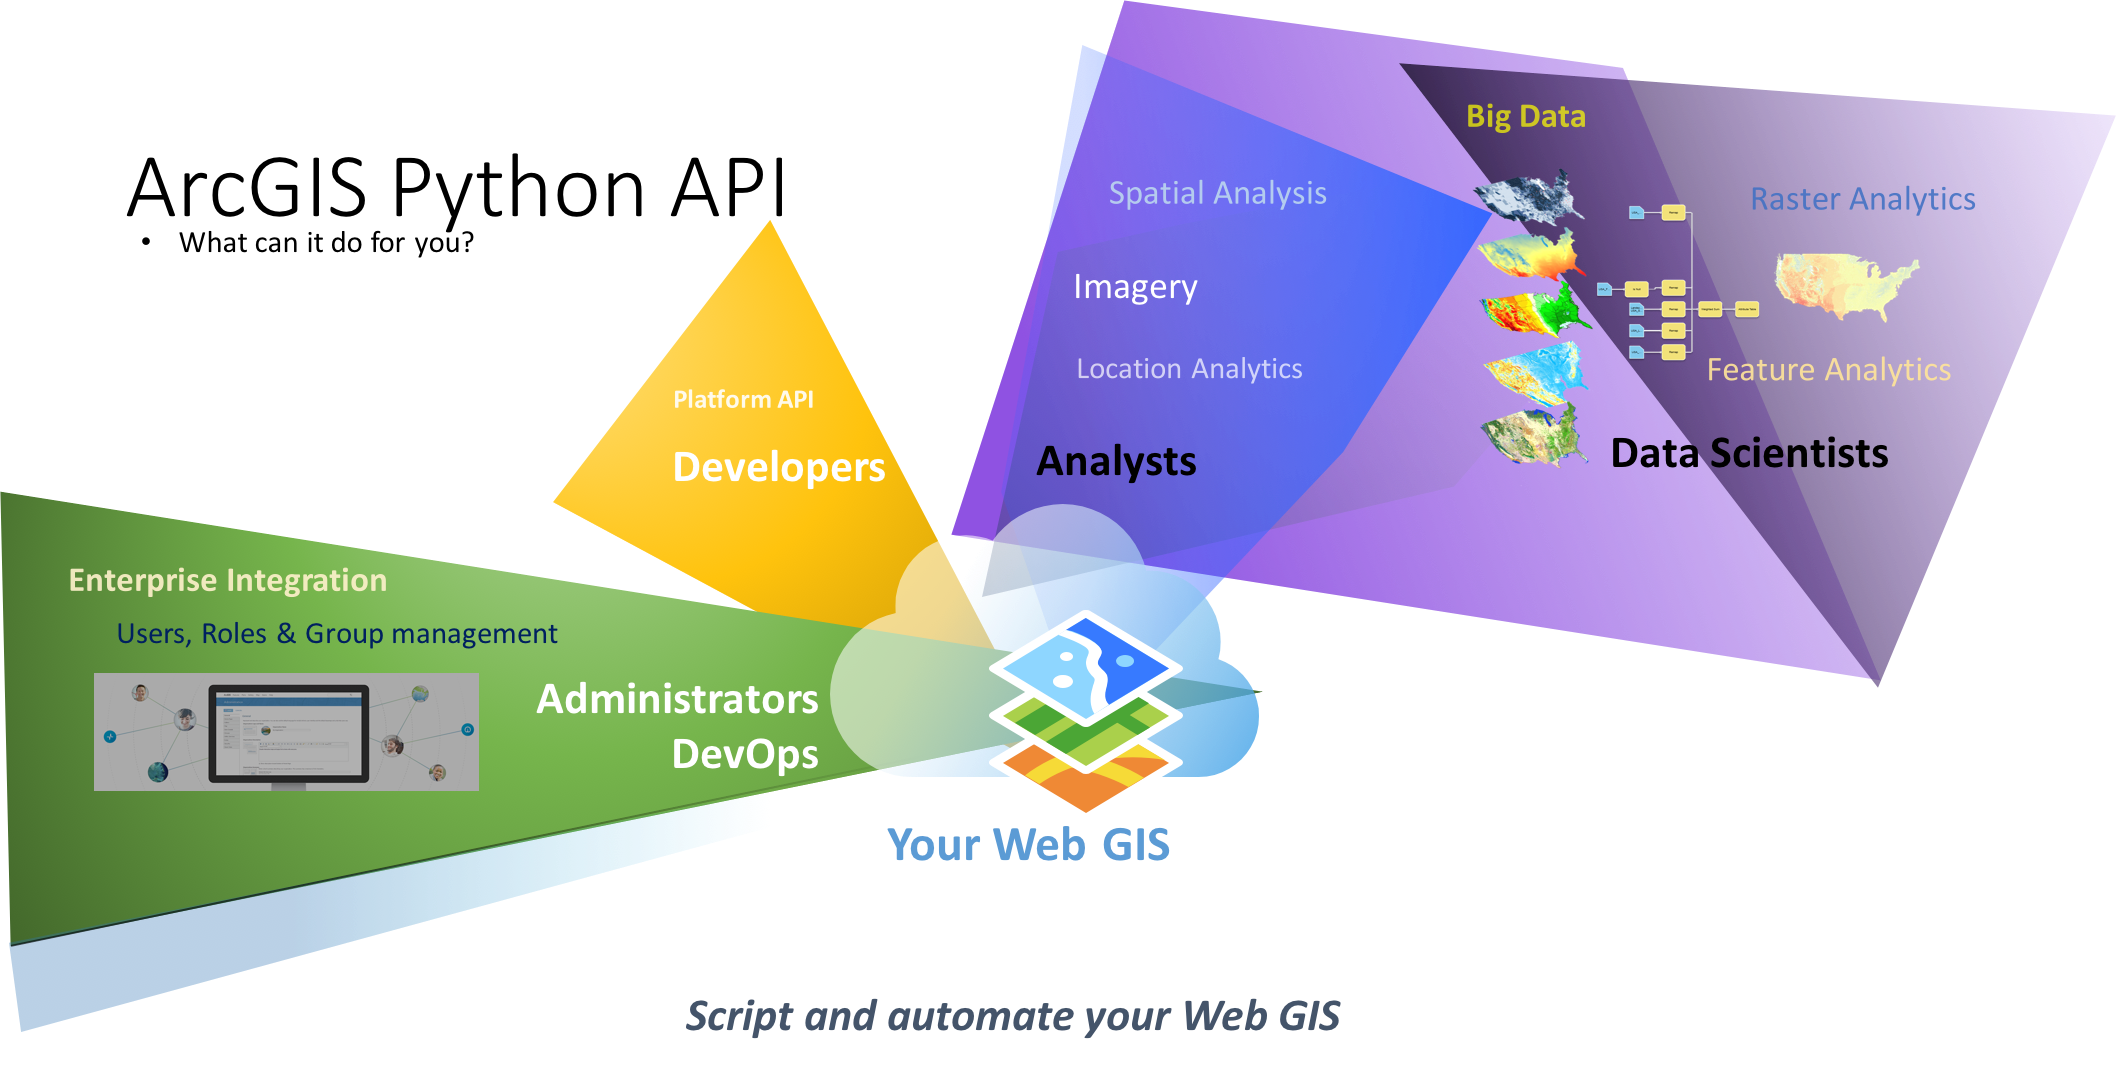 ArcGIS Python API
• What can it do for you?
Big Data
Spatial Analysis
Raster Analytics
Imagery
Location Analytics
Feature Analytics
Platform API
Developers
Analysts
Data Scientists
Enterprise Integration
Users, Roles & Group management
Administrators
DevOps
Your Web GIS
Script and automate your Web GIS